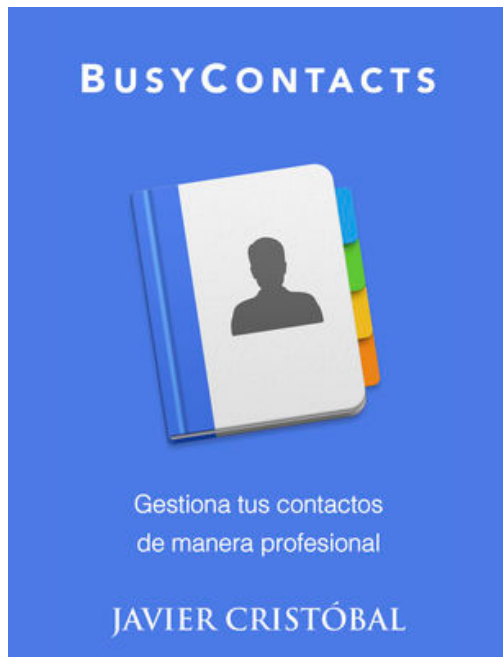 BUSYCONTACTS
Gestiona tus contactos
de manera profesional
JAVIER CRISTÓBAL